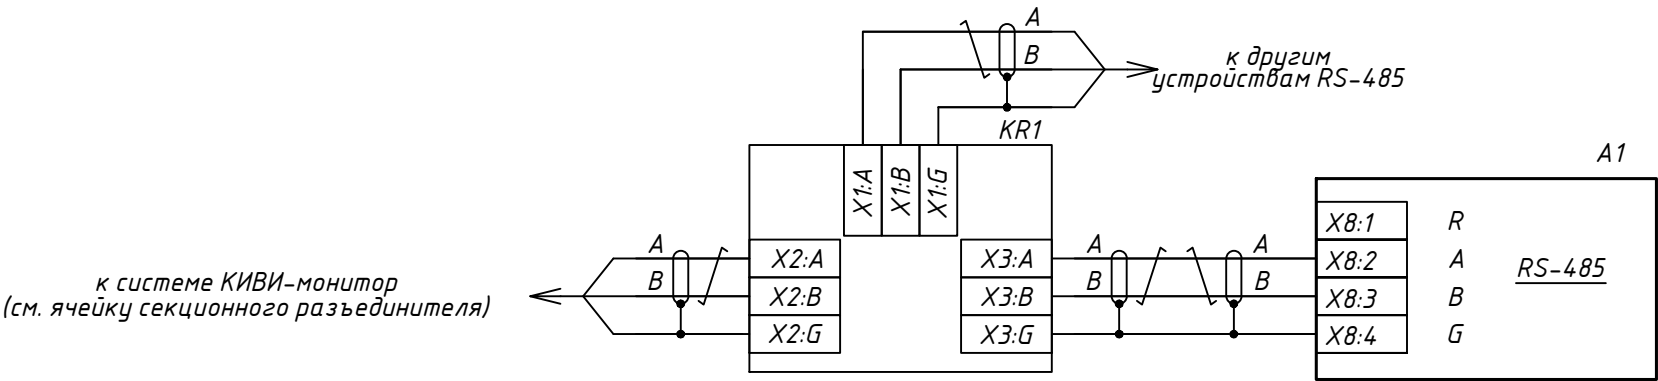 A
B
к другим
устройствам RS-485
KR1
A1
X1:A
X1:B
X1:G
X8:1
R
A
X2:A
X3:A
A
A
X8:2
A
RS-485
к системе КИВИ-монитор
(см. ячейку секционного разъединителя)
B
X2:B
X3:B
B
B
X8:3
B
X2:G
X3:G
X8:4
G